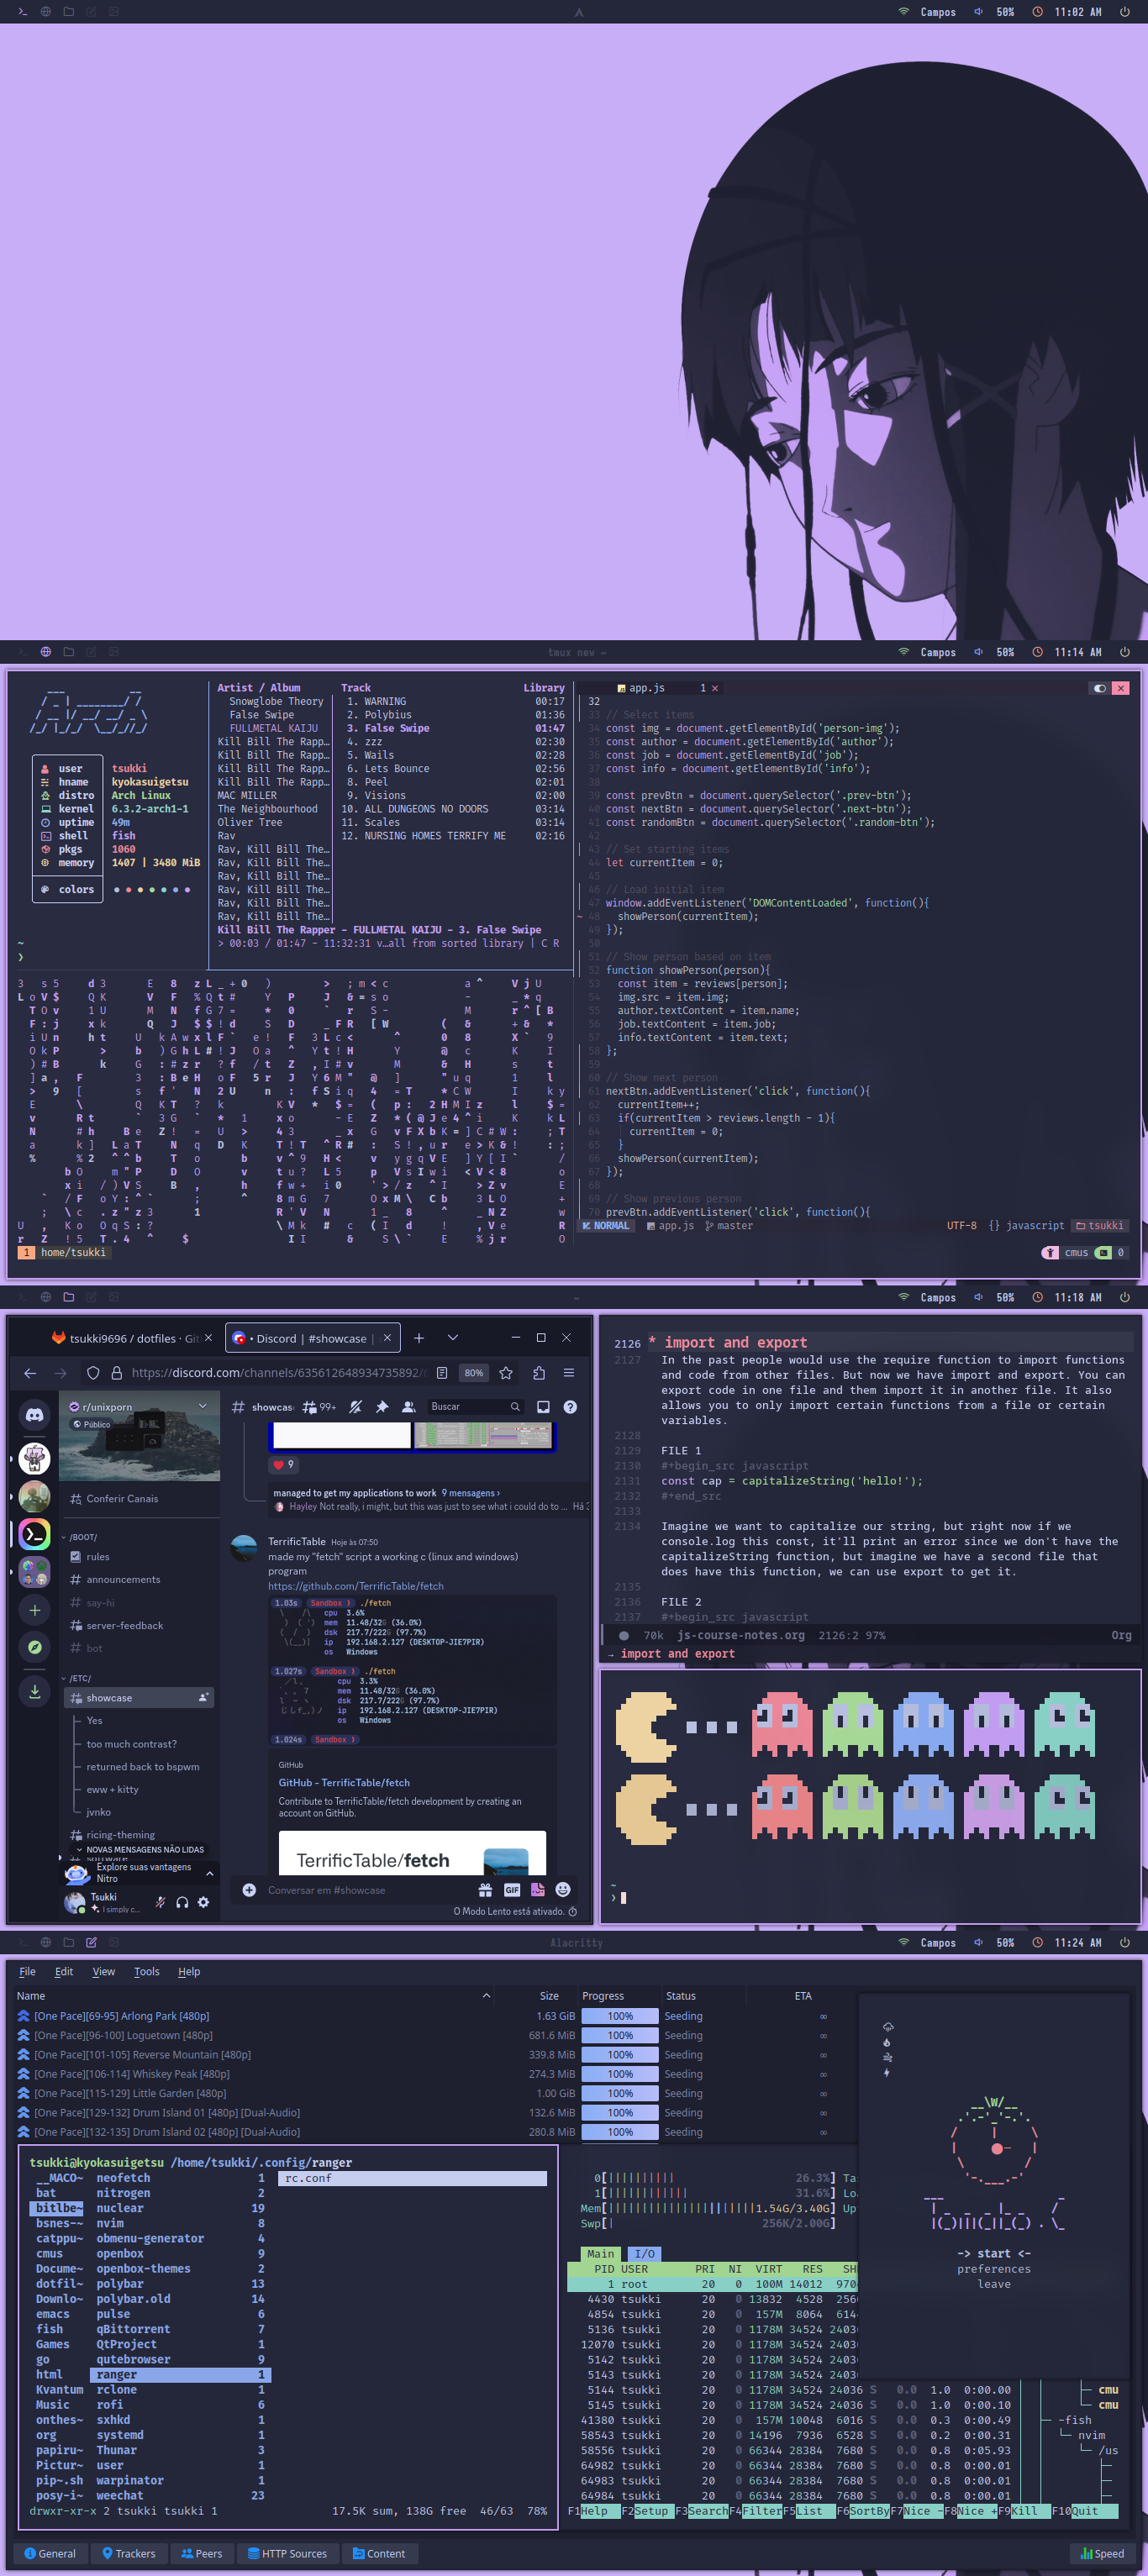 Campos 50% 11:02 AM
tmux new ~
Campos 50% 11:14 AM
user tsukki
hname kyokasuigetsu
distro Arch Linux
kernel 6.3.2-arch1-1
uptime 49m
shell fish
pkgs 1060
memory 1407 | 3480 MiB
colors
~
❯
Artist / Album Track Library
Snowglobe Theory 1. WARNING 00:17
False Swipe 2. Polybius 01:36
FULLMETAL KAIJU 3. False Swipe 01:47
Kill Bill The Rapp… 4. zzz 02:30
Kill Bill The Rapp… 5. Wails 02:28
Kill Bill The Rapp… 6. Lets Bounce 02:56
Kill Bill The Rapp… 8. Peel 02:01
MAC MILLER 9. Visions 02:00
The Neighbourhood 10. ALL DUNGEONS NO DOORS 03:14
Oliver Tree 11. Scales 03:14
Rav 12. NURSING HOMES TERRIFY ME 02:16
Rav, Kill Bill The…
Rav, Kill Bill The…
Rav, Kill Bill The…
Rav, Kill Bill The…
Rav, Kill Bill The…
Rav, Kill Bill The…
Kill Bill The Rapper - FULLMETAL KAIJU - 3. False Swipe
> 00:03 / 01:47 - 11:32:31 v…all from sorted library | C R
app.js 1 ×
32
33 // Select items
34 const img = document.getElementById('person-img');
35 const author = document.getElementById('author');
36 const job = document.getElementById('job');
37 const info = document.getElementById('info');
38
39 const prevBtn = document.querySelector('.prev-btn');
40 const nextBtn = document.querySelector('.next-btn');
41 const randomBtn = document.querySelector('.random-btn');
42
43 // Set starting items
44 let currentItem = 0;
45
46 // Load initial item
47 window.addEventListener('DOMContentLoaded', function(){
~ 48 showPerson(currentItem);
49 });
50
51 // Show person based on item
52 function showPerson(person){
53 const item = reviews[person];
54 img.src = item.img;
55 author.textContent = item.name;
56 job.textContent = item.job;
57 info.textContent = item.text;
58 };
59
60 // Show next person
61 nextBtn.addEventListener('click', function(){
62 currentItem++;
63 if(currentItem > reviews.length - 1){
64 currentItem = 0;
65 }
66 showPerson(currentItem);
67 });
68
69 // Show previous person
70 prevBtn.addEventListener('click', function(){
NORMAL app.js master UTF-8 {} javascript tsukki
1 home/tsukki cmus 0
Campos 50% 11:18 AM
tsukki9696 / dotfiles · Git
• Discord | #showcase |
https://discord.com/channels/635612648934735892/
80%
r/unixporn
Público
Conferir Canais
/BOOT/
rules
announcements
say-hi
server-feedback
bot
/ETC/
showcase
Yes
too much contrast?
returned back to bspwm
eww + kitty
jvnko
ricing-theming
NOVAS MENSAGENS NÃO LIDAS
software
Explore suas vantagens
Nitro
Tsukki
I simply c...
showcas
99+
Buscar
9
managed to get my applications to work 9 mensagens ›
Hayley Not really, i might, but this was just to see what i could do to ... Há
TerrificTable Hoje às 07:50
made my "fetch" script a working c (linux and windows)
program
https://github.com/TerrificTable/fetch
1.03s Sandbox ) ./fetch
cpu 3.6%
mem 11.48/32G (36.0%)
dsk 217.7/222G (97.7%)
ip 192.168.2.127 (DESKTOP-JIE7PIR)
os Windows
1.027s Sandbox ) ./fetch
cpu 3.3%
mem 11.48/32G (36.0%)
dsk 217.7/222G (97.7%)
ip 192.168.2.127 (DESKTOP-JIE7PIR)
os Windows
1.024s Sandbox )
GitHub
GitHub - TerrificTable/fetch
Contribute to TerrificTable/fetch development by creating an
account on GitHub.
TerrificTable/fetch
Conversar em #showcase
GIF
O Modo Lento está ativado.
2126 * import and export
2127 In the past people would use the require function to import functions
and code from other files. But now we have import and export. You can
export code in one file and them import it in another file. It also
allows you to only import certain functions from a file or certain
variables.
2128
2129 FILE 1
2130 #+begin_src javascript
2131 const cap = capitalizeString('hello!');
2132 #+end_src
2133
2134 Imagine we want to capitalize our string, but right now if we
console.log this const, it'll print an error since we don't have the
capitalizeString function, but imagine we have a second file that
does have this function, we can use export to get it.
2135
2136 FILE 2
2137 #+begin_src javascript
70k js-course-notes.org 2126:2 97% Org
→ import and export
~
❯
Alacritty
Campos 50% 11:24 AM
File Edit View Tools Help
Name Size Progress Status ETA
[One Pace][69-95] Arlong Park [480p] 1.63 GiB 100% Seeding ∞
[One Pace][96-100] Loguetown [480p] 681.6 MiB 100% Seeding ∞
[One Pace][101-105] Reverse Mountain [480p] 339.8 MiB 100% Seeding ∞
[One Pace][106-114] Whiskey Peak [480p] 274.3 MiB 100% Seeding ∞
[One Pace][115-129] Little Garden [480p] 1.00 GiB 100% Seeding ∞
[One Pace][129-132] Drum Island 01 [480p] [Dual-Audio] 132.6 MiB 100% Seeding ∞
[One Pace][132-135] Drum Island 02 [480p] [Dual-Audio] 280.8 MiB 100% Seeding ∞
tsukki@kyokasuigetsu /home/tsukki/.config/ranger
__MACO~ neofetch 1 rc.conf
bat nitrogen 2
bitlbe~ nuclear 19
bsnes-~ nvim 8
catppu~ obmenu-generator 4
cmus openbox 9
Docume~ openbox-themes 2
dotfil~ polybar 13
Downlo~ polybar.old 14
emacs pulse 6
fish qBittorrent 7
Games QtProject 1
go qutebrowser 9
html ranger 1
Kvantum rclone 1
Music rofi 6
onthes~ sxhkd 1
org systemd 1
papiru~ Thunar 3
Pictur~ user 1
pip~.sh warpinator 1
posy-i~ weechat 23
drwxr-xr-x 2 tsukki tsukki 1 17.5K sum, 138G free 46/63 78%
0[|||||||||| 26.3%] Ta
1[|||||||||||| 31.6%] Lo
Mem[||||||||||||||||||||||1.54G/3.40G] Up
Swp[| 256K/2.00G]
Main I/O
PID USER PRI NI VIRT RES SH
1 root 20 0 100M 14012 970
4430 tsukki 20 0 13832 4528 256
4854 tsukki 20 0 157M 8064 614
5136 tsukki 20 0 1178M 34524 2403
12070 tsukki 20 0 1178M 34524 2403
5142 tsukki 20 0 1178M 34524 2403
5143 tsukki 20 0 1178M 34524 2403
5144 tsukki 20 0 1178M 34524 24036 S 0.0 1.0 0:00.00 cmu
5145 tsukki 20 0 1178M 34524 24036 S 0.0 1.0 0:00.10 cmu
41380 tsukki 20 0 157M 10048 6016 S 0.0 0.3 0:00.49 -fish
58543 tsukki 20 0 14196 7936 6528 S 0.0 0.2 0:00.31 nvim
58556 tsukki 20 0 66344 28384 7680 S 0.0 0.8 0:05.93 /us
64982 tsukki 20 0 66344 28384 7680 S 0.0 0.8 0:00.01
64983 tsukki 20 0 66344 28384 7680 S 0.0 0.8 0:00.01
64984 tsukki 20 0 66344 28384 7680 S 0.0 0.8 0:00.01
F1Help F2Setup F3SearchF4FilterF5List F6SortByF7Nice -F8Nice +F9Kill F10Quit
-> start <-
preferences
leave
General Trackers Peers HTTP Sources Content Speed